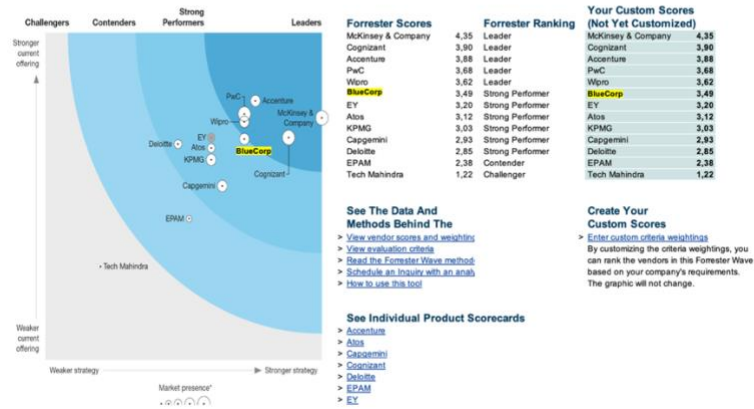 Challengers Contenders Strong Performers Leaders
Stronger current offering
Weaker current offering
Weaker strategy Stronger strategy
Market presence*
PwC
Accenture
McKinsey & Company
Wipro
BlueCorp
Cognizant
EY
Deloitte
Atos
KPMG
Capgemini
EPAM
Tech Mahindra
Forrester Scores Forrester Ranking
McKinsey & Company 4,35 Leader
Cognizant 3,90 Leader
Accenture 3,88 Leader
PwC 3,68 Leader
Wipro 3,62 Leader
BlueCorp 3,49 Strong Performer
EY 3,20 Strong Performer
Atos 3,12 Strong Performer
KPMG 3,03 Strong Performer
Capgemini 2,93 Strong Performer
Deloitte 2,85 Strong Performer
EPAM 2,38 Contender
Tech Mahindra 1,22 Challenger
Your Custom Scores
(Not Yet Customized)
McKinsey & Company 4,35
Cognizant 3,90
Accenture 3,88
PwC 3,68
Wipro 3,62
BlueCorp 3,49
EY 3,20
Atos 3,12
KPMG 3,03
Capgemini 2,93
Deloitte 2,85
EPAM 2,38
Tech Mahindra 1,22
See The Data And
Methods Behind The
> View vendor scores and weighting
> View evaluation criteria
> Read the Forrester Wave method
> Schedule an Inquiry with an
> How to use this tool
Create Your
Custom Scores
> Enter custom criteria weightings
By customizing the criteria weightings, you
can rank the vendors in this Forrester Wave
based on your company's requirements.
The graphic will not change.
See Individual Product Scorecards
> Accenture
> Atos
> Capgemini
> Cognizant
> Deloitte
> EPAM
> EY